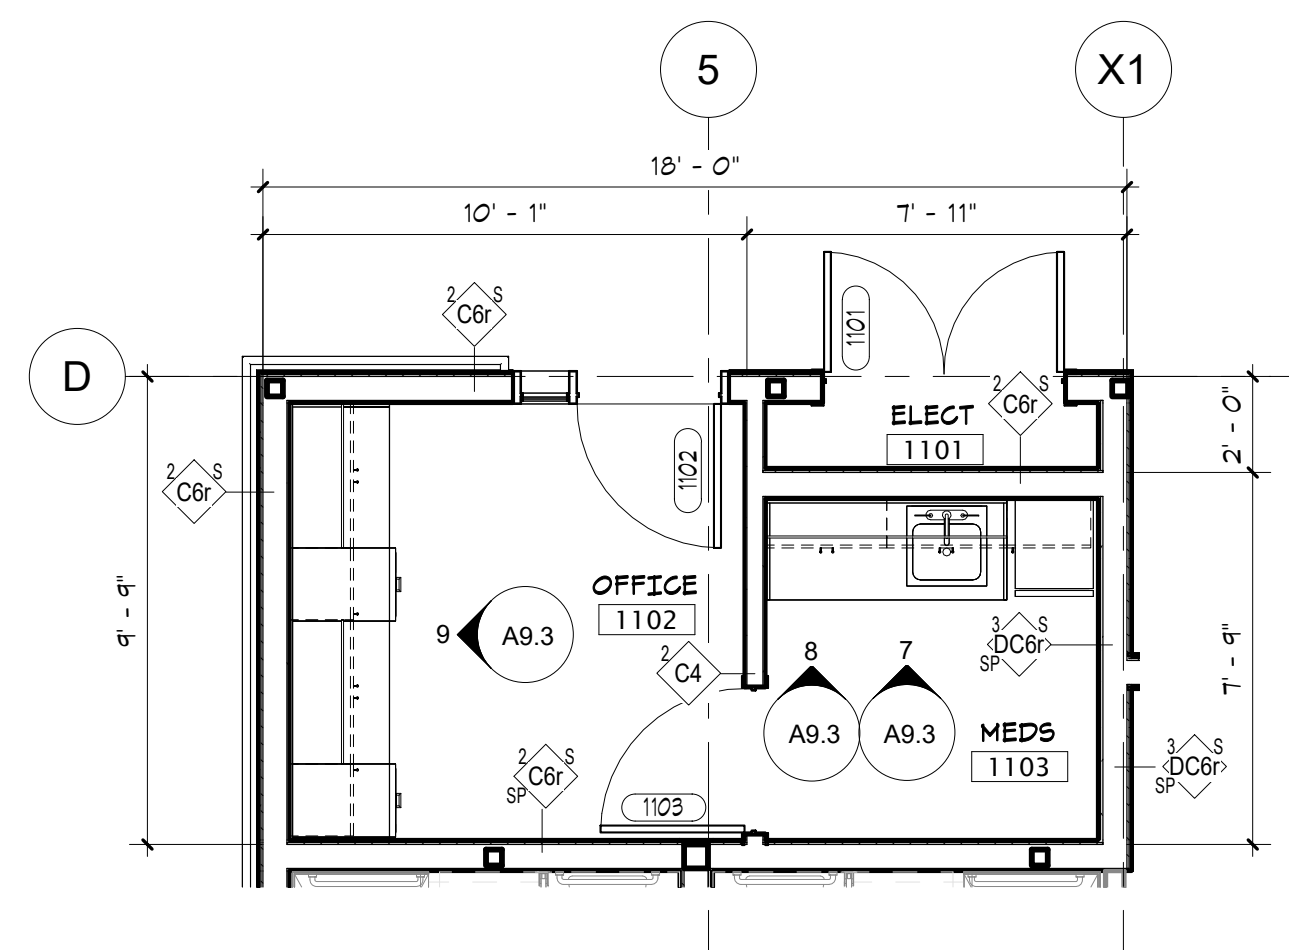 5
X1
18' - 0"
10' - 1"
7' - 11"
2 S
C6r
1101
D
2 S
C6r
ELECT
1101
2' - 0"
1102
2 S
C6r
OFFICE
1102
9' - 9"
9
A9.3
3 S
DC6r
SP
2
C4
8
A9.3
7
A9.3
7' - 9"
MEDS
1103
3 S
DC6r
SP
2 S
C6r
SP
1103